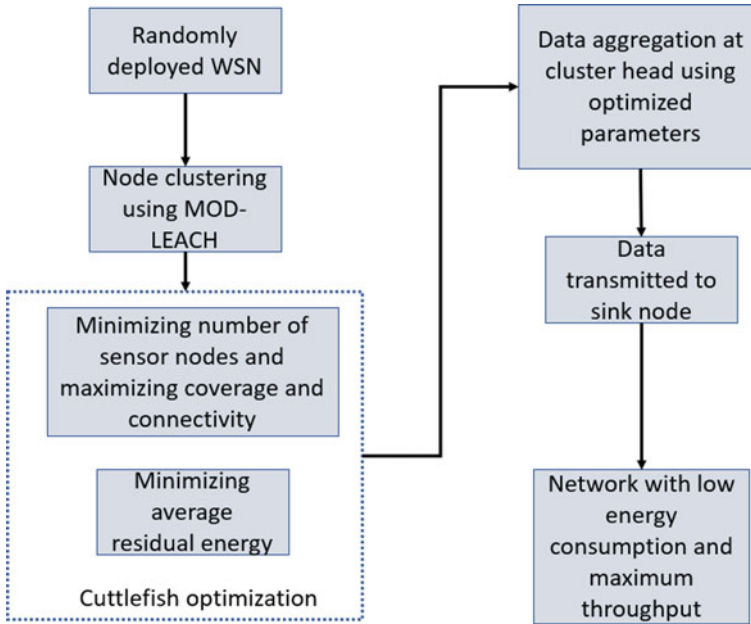 Randomly
deployed WSN
Node clustering
using MOD-
LEACH
Minimizing number of
sensor nodes and
maximizing coverage and
connectivity
Minimizing
average
residual energy
Cuttlefish optimization
Data aggregation at
cluster head using
optimized
parameters
Data
transmitted to
sink node
Network with low
energy
consumption and
maximum
throughput